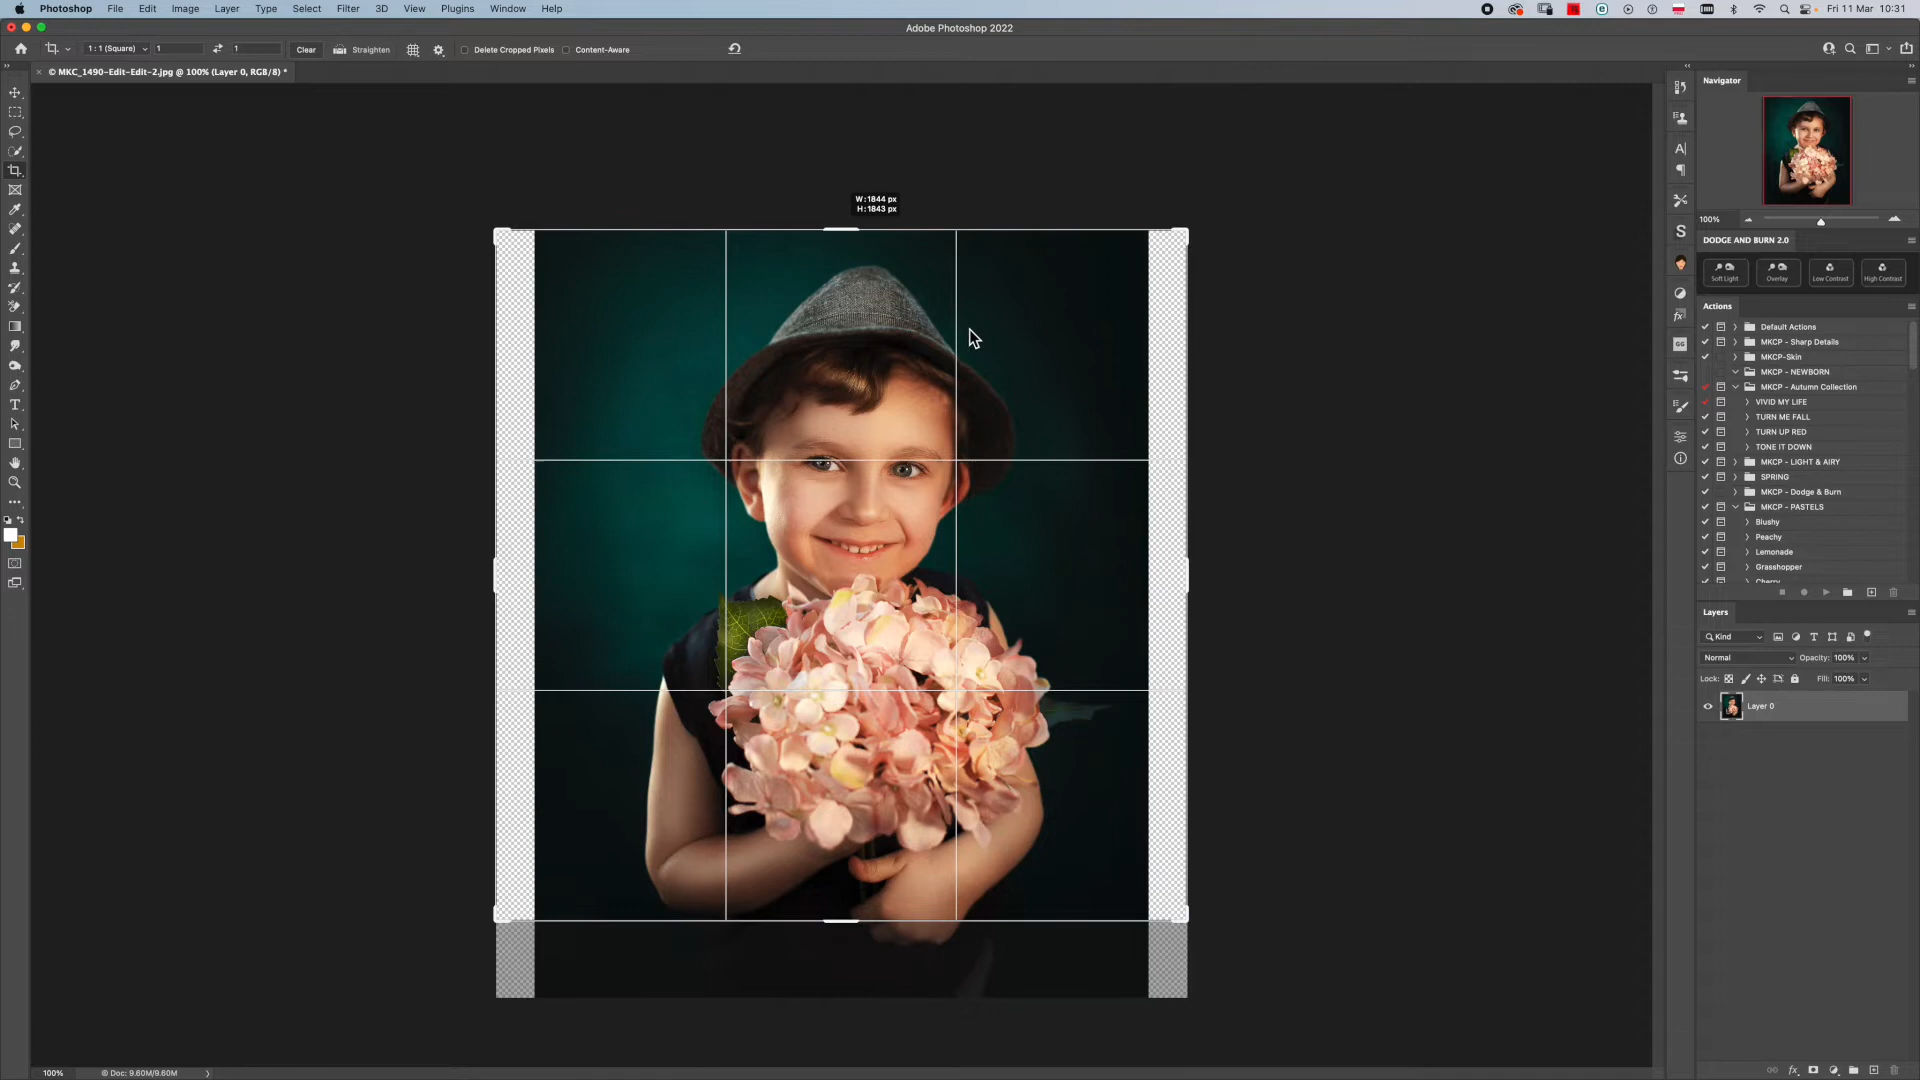 Photoshop File Edit Image Layer Type Select Filter 3D View Plugins Window Help Fri 11 Mar 10:31
Adobe Photoshop 2022
1 : 1 (Square) 1 1 Clear Straighten Delete Cropped Pixels Content-Aware
× © MKC_1490-Edit-Edit-2.jpg @ 100% (Layer 0, RGB/8) *
W: 1844 px
H: 1843 px
Navigator
100%
DODGE AND BURN 2.0
Soft Light Overlay Low Contrast High Contrast
Actions
Default Actions
MKCP - Sharp Details
MKCP-Skin
MKCP - NEWBORN
MKCP - Autumn Collection
VIVID MY LIFE
TURN ME FALL
TURN UP RED
TONE IT DOWN
MKCP - LIGHT & AIRY
SPRING
MKCP - Dodge & Burn
MKCP - PASTELS
Blushy
Peachy
Lemonade
Grasshopper
Cherry
Layers
Kind
Normal Opacity: 100%
Lock: Fill: 100%
Layer 0
100% Doc: 9.60M/9.60M